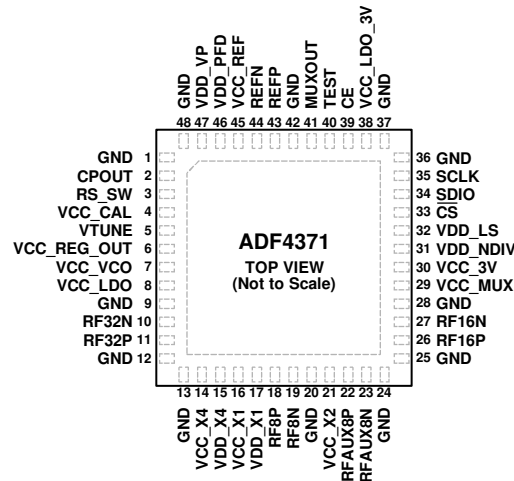 GND
VDD_VP
VDD_PFD
VCC_REF
REFN
REFP
GND
MUXOUT
TEST
CE
VCC_LDO_3V
GND
48 47 46 45 44 43 42 41 40 39 38 37
GND 1
CPOUT 2
RS_SW 3
VCC_CAL 4
VTUNE 5
VCC_REG_OUT 6
VCC_VCO 7
VCC_LDO 8
GND 9
RF32N 10
RF32P 11
GND 12
ADF4371
TOP VIEW
(Not to Scale)
36 GND
35 SCLK
34 SDIO
33 CS
32 VDD_LS
31 VDD_NDIV
30 VCC_3V
29 VCC_MUX
28 GND
27 RF16N
26 RF16P
25 GND
13 14 15 16 17 18 19 20 21 22 23 24
GND
VCC_X4
VDD_X4
VCC_X1
VDD_X1
RF8P
RF8N
GND
VCC_X2
RFAUX8P
RFAUX8N
GND